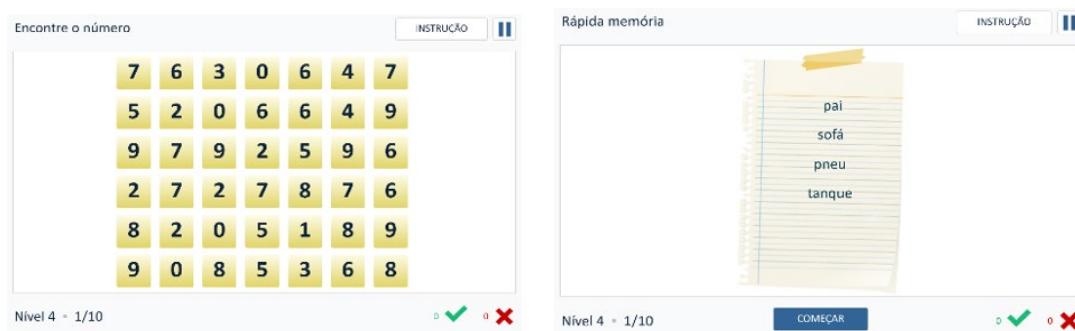 Encontre o número
INSTRUÇÃO
7 6 3 0 6 4 7
5 2 0 6 6 4 9
9 7 9 2 5 9 6
2 7 2 7 8 7 6
8 2 0 5 1 8 9
9 0 8 5 3 6 8
Nível 4 • 1/10
0
0
Rápida memória
INSTRUÇÃO
pai
sofá
pneu
tanque
Nível 4 • 1/10
COMEÇAR
0
0